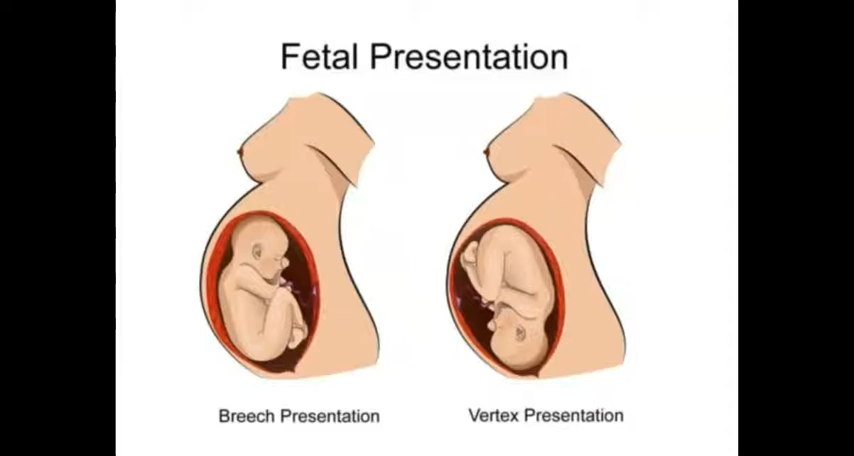 Fetal Presentation
Breech Presentation
Vertex Presentation